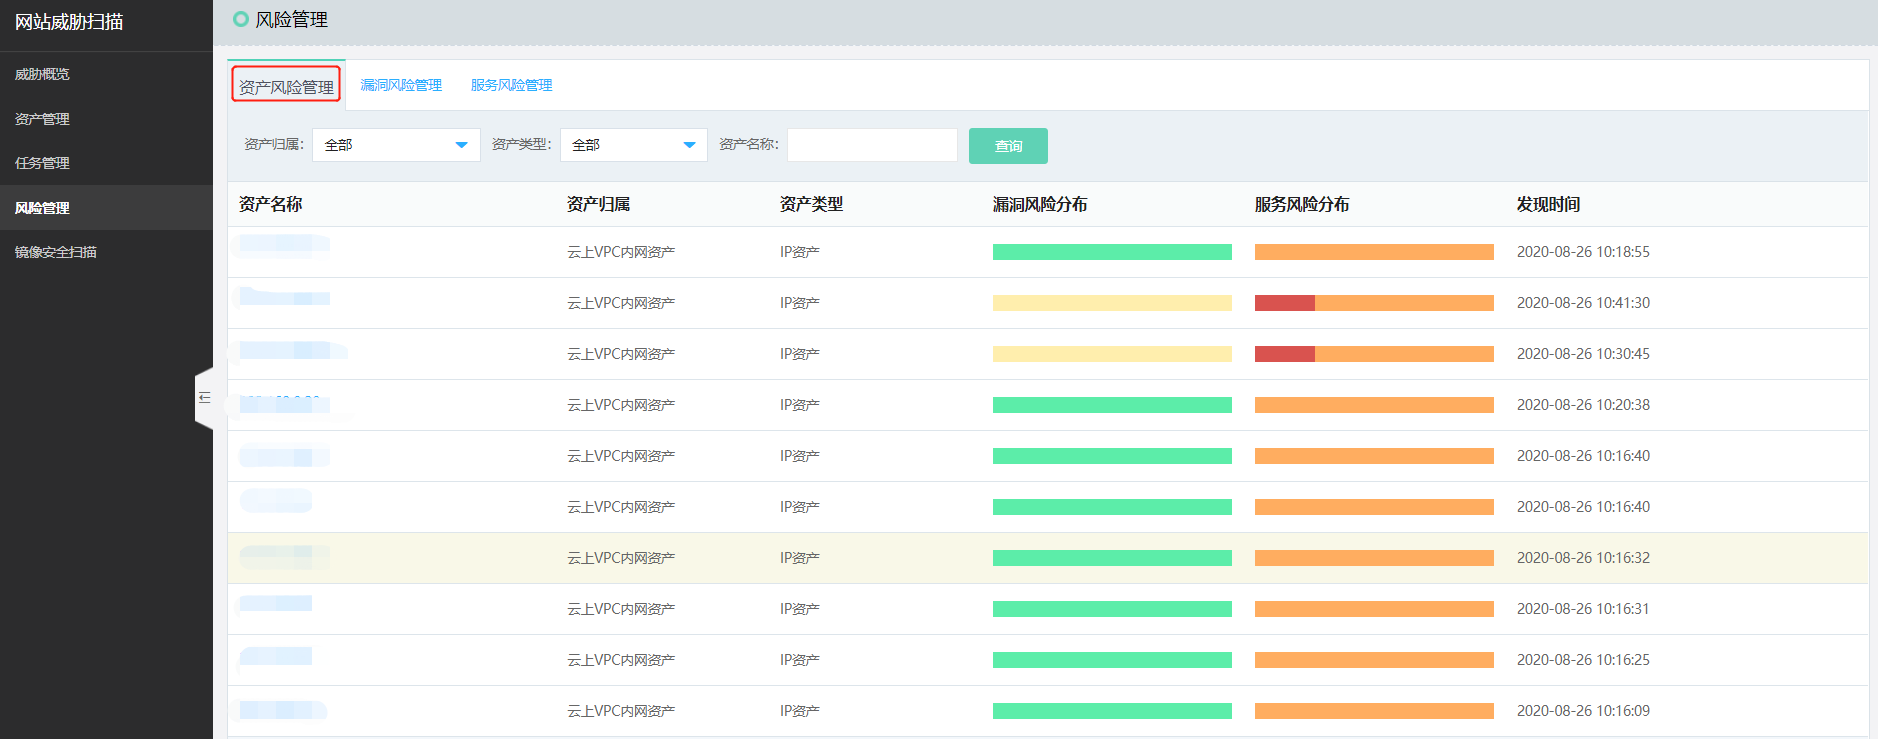 网站威胁扫描
威胁概览
资产管理
任务管理
风险管理
镜像安全扫描
风险管理
资产风险管理 漏洞风险管理 服务风险管理
资产归属: 全部 资产类型: 全部 资产名称: 查询
资产名称 资产归属 资产类型 漏洞风险分布 服务风险分布 发现时间
云上VPC内网资产 IP资产 2020-08-26 10:18:55
云上VPC内网资产 IP资产 2020-08-26 10:41:30
云上VPC内网资产 IP资产 2020-08-26 10:30:45
云上VPC内网资产 IP资产 2020-08-26 10:20:38
云上VPC内网资产 IP资产 2020-08-26 10:16:40
云上VPC内网资产 IP资产 2020-08-26 10:16:40
云上VPC内网资产 IP资产 2020-08-26 10:16:32
云上VPC内网资产 IP资产 2020-08-26 10:16:31
云上VPC内网资产 IP资产 2020-08-26 10:16:25
云上VPC内网资产 IP资产 2020-08-26 10:16:09